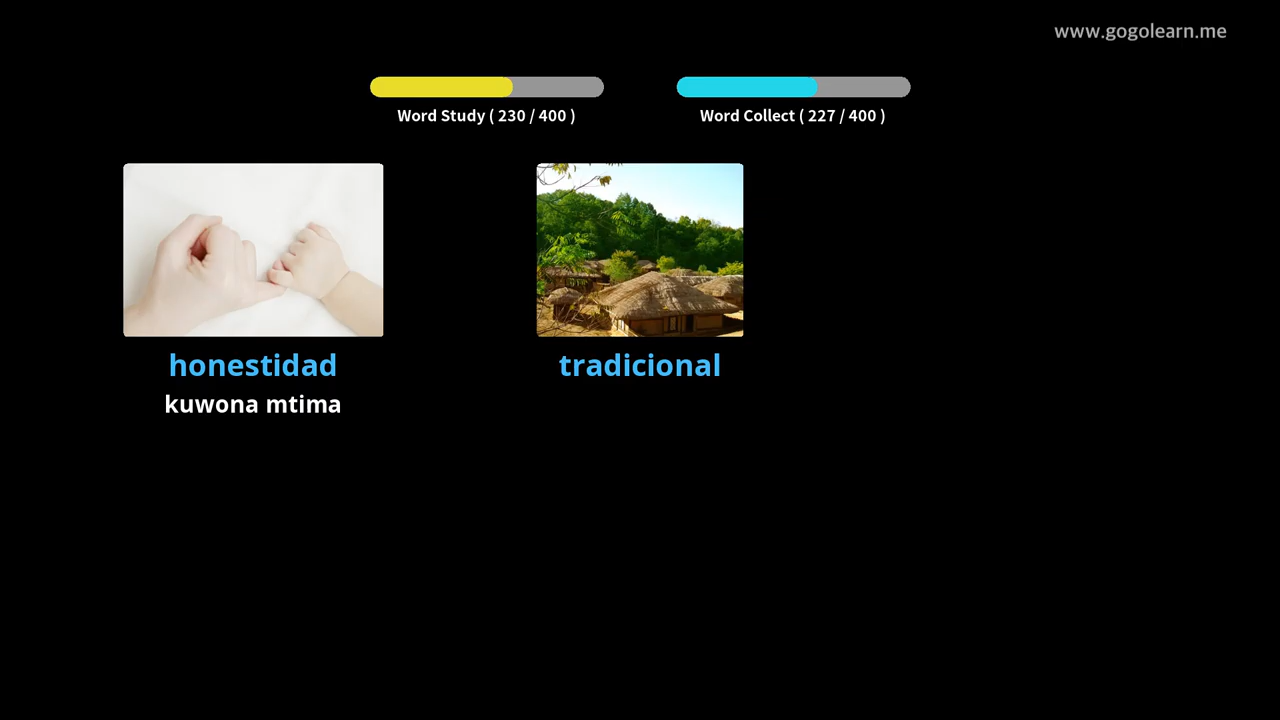 www.gogolearn.me
Word Study ( 230 / 400 )
Word Collect ( 227 / 400 )
honestidad
kuwona mtima
tradicional